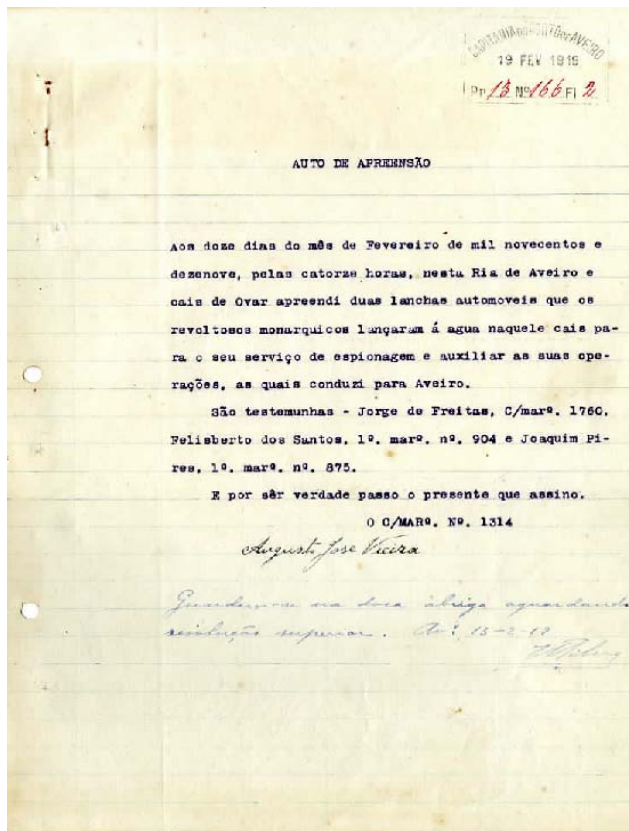 CAPITANIA DO PORTO DE AVEIRO
19 FEV 1919
Pr. 13 Nº 166 Fl 2
AUTO DE APREENSÃO
Aos doze dias do mês de Fevereiro de mil novecentos e
dezenove, pelas catorze horas, nesta Ria de Aveiro e
cais de Ovar apreendi duas lanchas automoveis que os
revoltosos monarquicos lançaram á agua naquele cais pa-
ra o seu serviço de espionagem e auxiliar as suas ope-
rações, as quais conduzi para Aveiro.
São testemunhas - Jorge de Freitas, C/marº. 1760,
Felisberto dos Santos, 1º. marº. nº. 904 e Joaquim Pi-
res, 1º. marº. nº. 875.
E por sêr verdade passo o presente que assino.
O C/MARº. Nº. 1314
Augusto José Vieira
na doca aguardando
resolução superior. 13-2-19